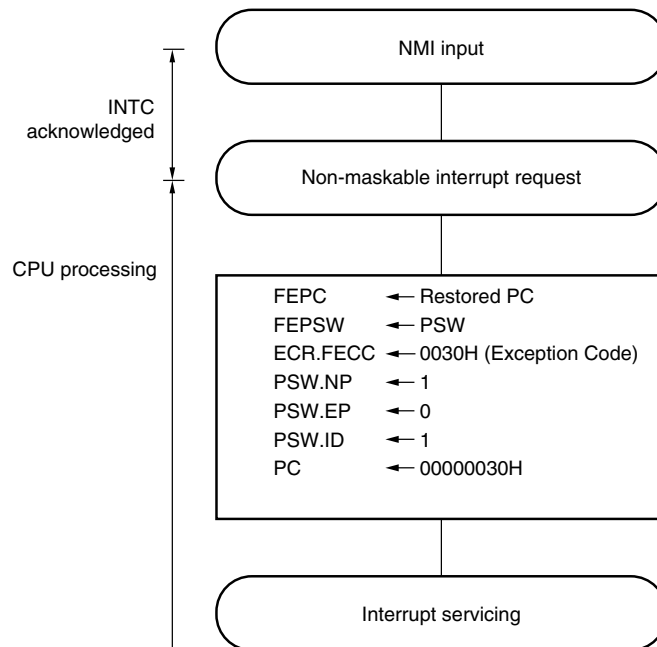 NMI input
INTC
acknowledged
Non-maskable interrupt request
CPU processing
FEPC ← Restored PC
FEPSW ← PSW
ECR.FECC ← 0030H (Exception Code)
PSW.NP ← 1
PSW.EP ← 0
PSW.ID ← 1
PC ← 00000030H
Interrupt servicing